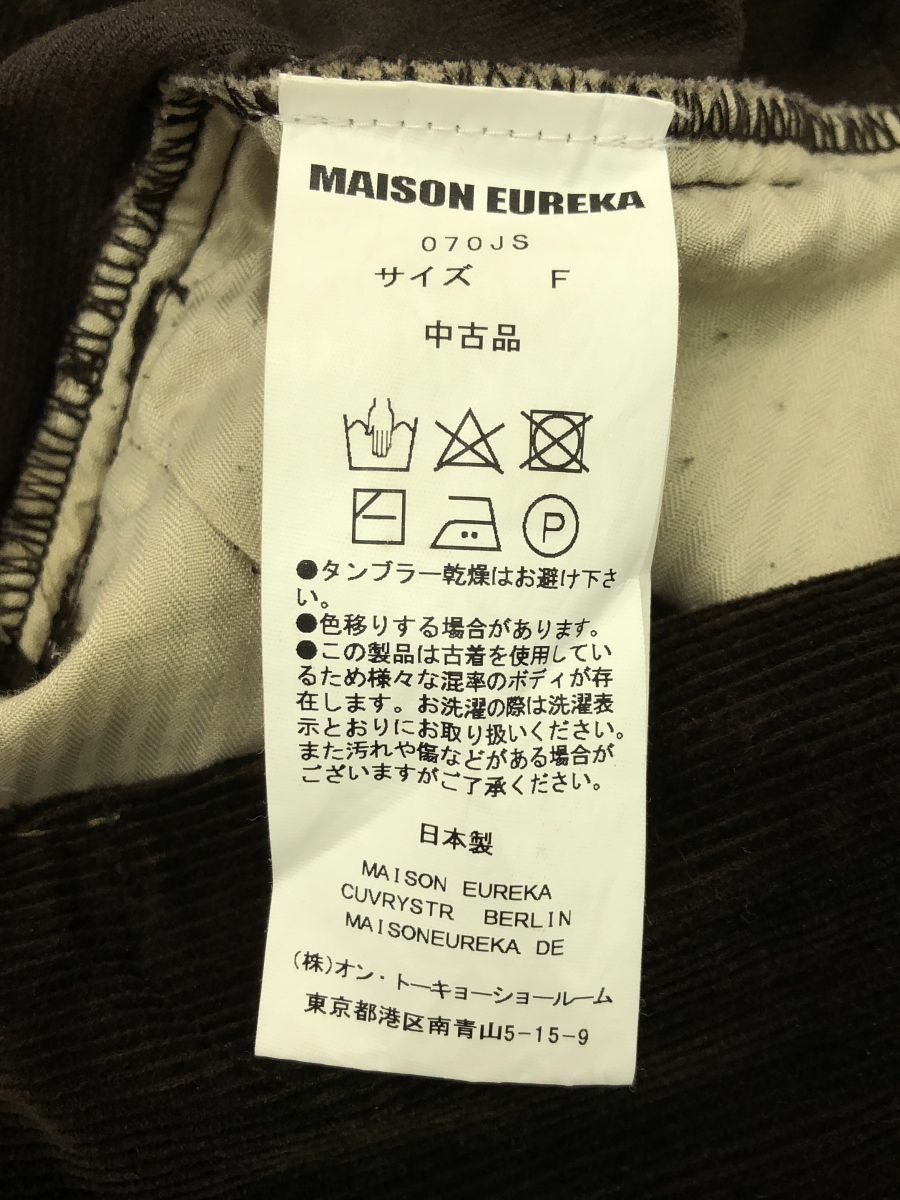 MAISON EUREKA
070JS
サイズ F
中古品
P
●タンブラー乾燥はお避け下さ
い。
●色移りする場合があります。
●この製品は古着を使用してい
るため様々な混率のボディが存
在します。お洗濯の際は洗濯表
示とおりにお取り扱いください。
また汚れや傷などがある場合が
ございますがご了承ください。
日本製
MAISON EUREKA
CUVRYSTR BERLIN
MAISONEUREKA DE
(株)オン・トーキョーショールーム
東京都港区南青山5-15-9